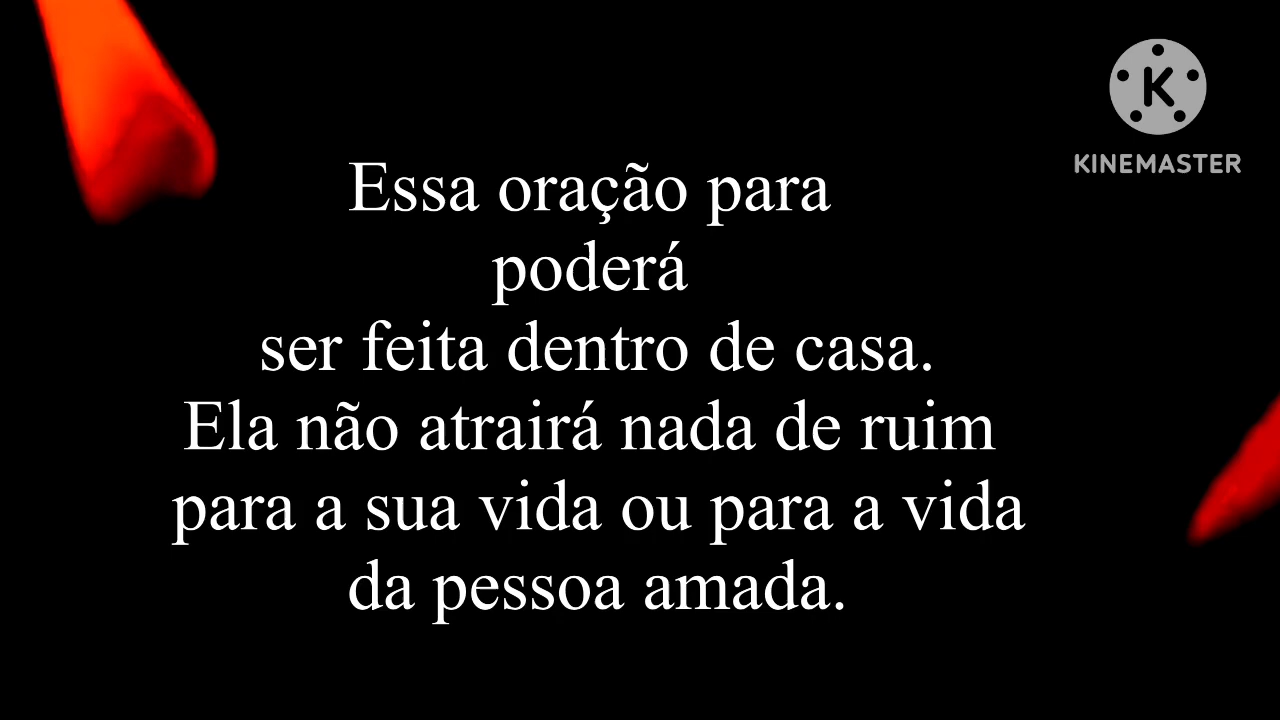 K
KINEMASTER
Essa oração para
poderá
ser feita dentro de casa.
Ela não atrairá nada de ruim
para a sua vida ou para a vida
da pessoa amada.